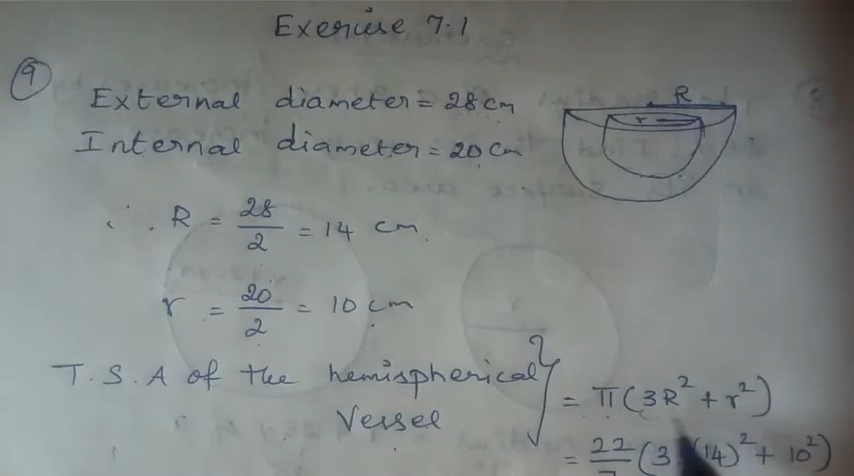 Exercise 7.1
9
External diameter = 28 cm
Internal diameter = 20 cm
R
r
∴ R = 28/2 = 14 cm.
r = 20/2 = 10 cm
T.S.A of the hemispherical Vessel } = π(3R² + r²)
= 22/7 (3 (14)² + 10²)